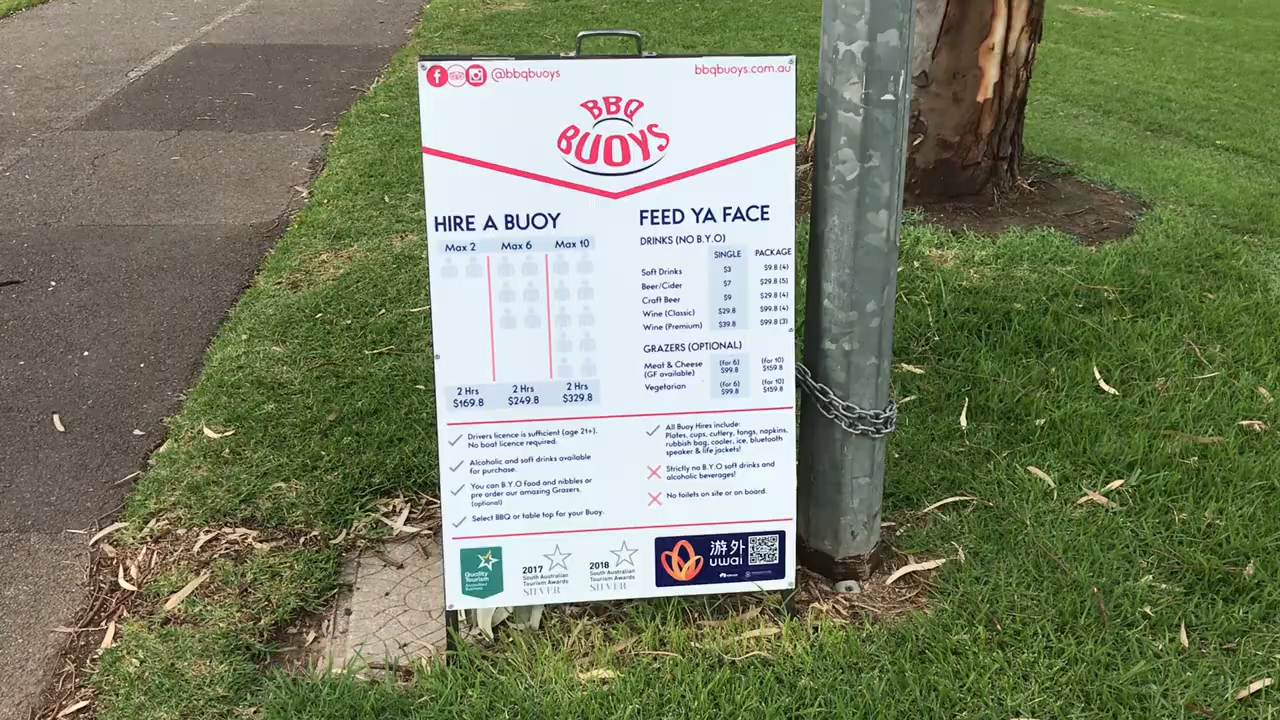 @bbqbuoys
bbqbuoys.com.au
BBQ
BUOYS
HIRE A BUOY
Max 2 Max 6 Max 10
2 Hrs 2 Hrs 2 Hrs
$169.8 $249.8 $329.8
FEED YA FACE
DRINKS (NO B.Y.O)
SINGLE PACKAGE
Soft Drinks $3 $9.8 (4)
Beer/Cider $7 $29.8 (5)
Craft Beer $9 $29.8 (4)
Wine (Classic) $29.8 $99.8 (4)
Wine (Premium) $39.8 $99.8 (3)
GRAZERS (OPTIONAL)
Meat & Cheese (for 6) (for 10)
(GF available) $99.8 $159.8
Vegetarian (for 6) (for 10)
$99.8 $159.8
Drivers licence is sufficient (age 21+).
No boat licence required.
Alcoholic and soft drinks available
for purchase.
You can B.Y.O food and nibbles or
pre order our amazing Grazers.
(optional)
Select BBQ or table top for your Buoy.
All Buoy Hires include:
Plates, cups, cutlery, tongs, napkins,
rubbish bag, cooler, ice, bluetooth
speaker & life jackets!
Strictly no B.Y.O soft drinks and
alcoholic beverages!
No toilets on site or on board.
Quality
Tourism
Accredited
Business
2017
South Australian
Tourism Awards
SILVER
2018
South Australian
Tourism Awards
SILVER
游外
uwai